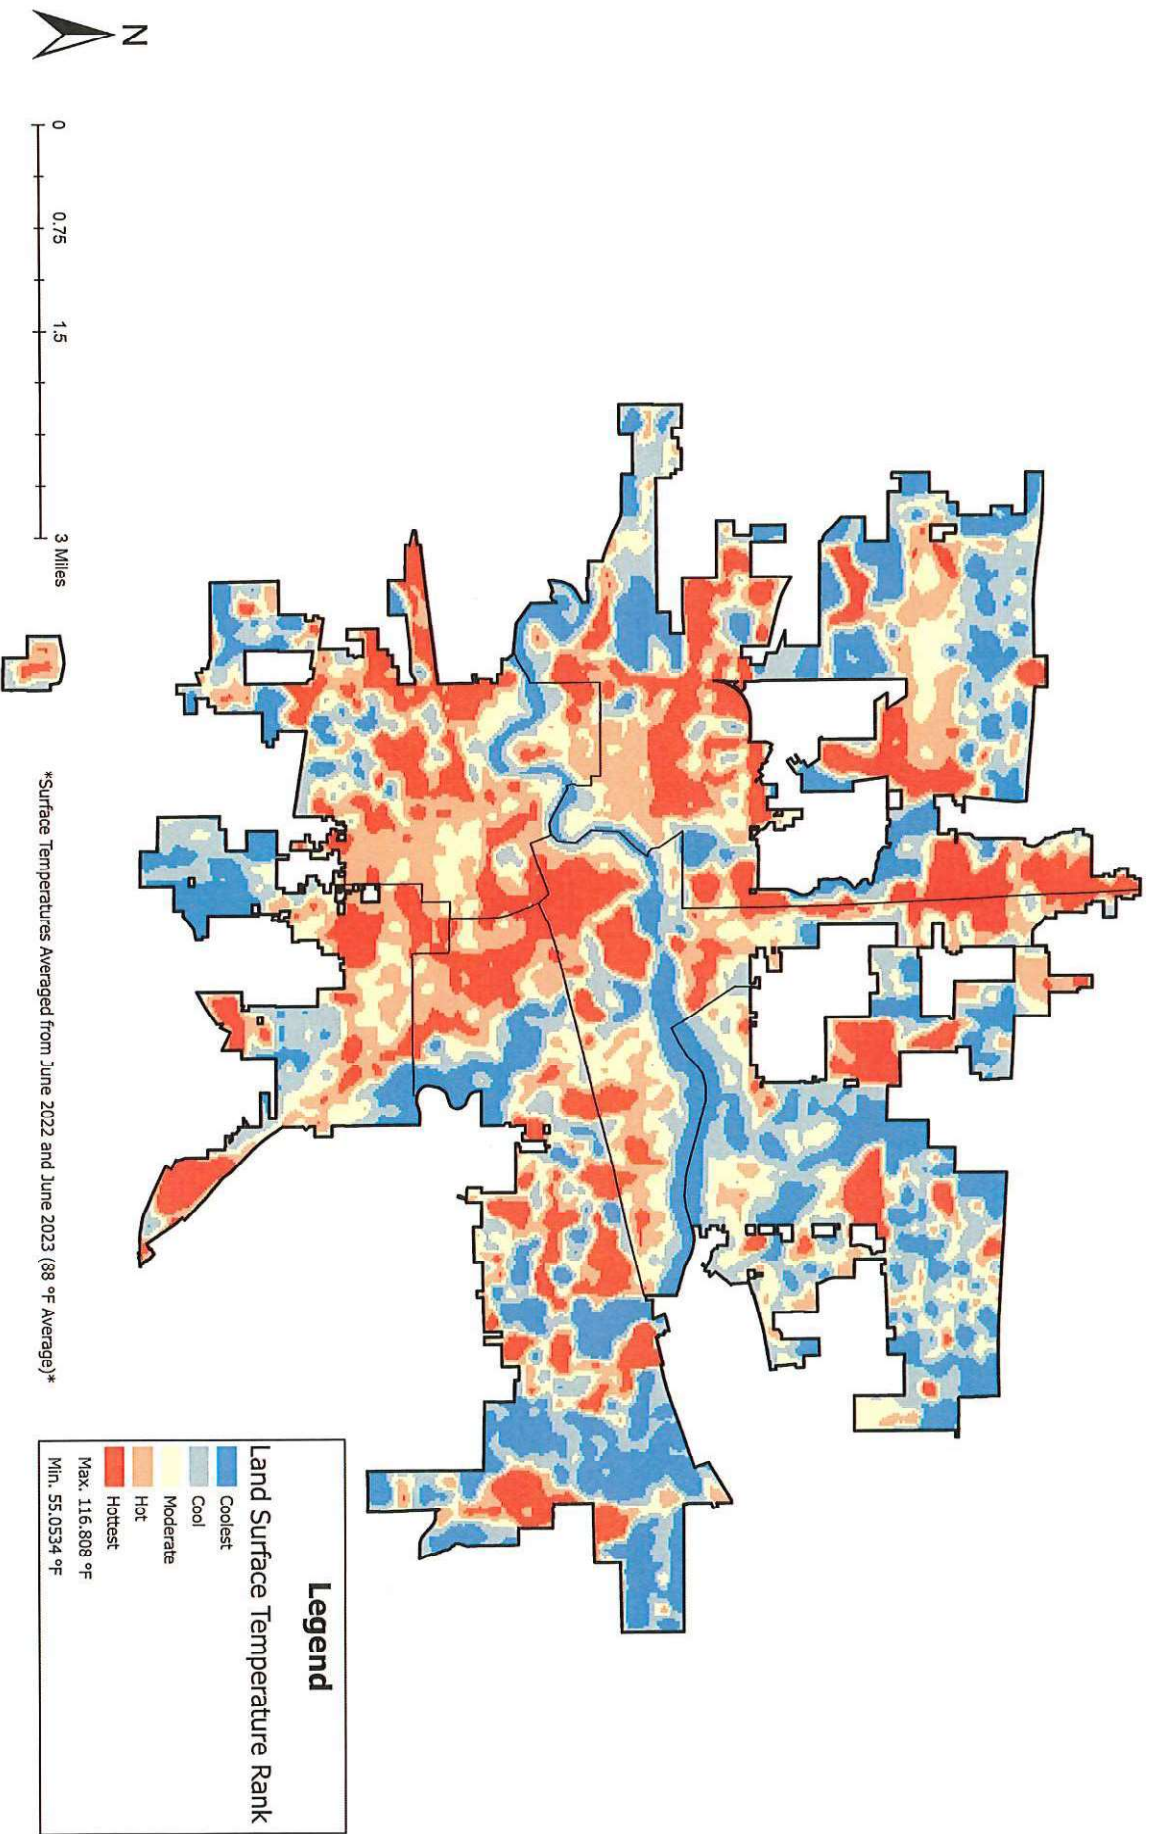 N
0 0.75 1.5 3 Miles
*Surface Temperatures Averaged from June 2022 and June 2023 (88 °F Average)*
Legend
Land Surface Temperature Rank
Coolest
Cool
Moderate
Hot
Hottest
Max. 116.808 °F
Min. 55.0534 °F